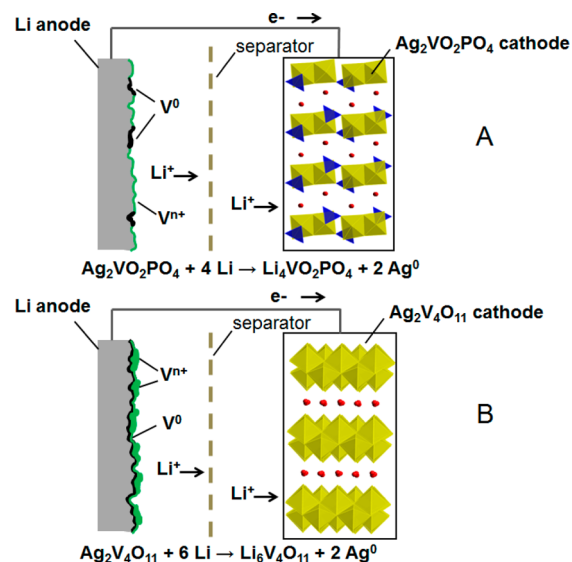 e-
Li anode
separator
Ag₂VO₂PO₄ cathode
V⁰
A
Li⁺
Li⁺
Vⁿ⁺
Ag₂VO₂PO₄ + 4 Li → Li₄VO₂PO₄ + 2 Ag⁰
e-
Li anode
separator
Ag₂V₄O₁₁ cathode
Vⁿ⁺
B
V⁰
Li⁺
Li⁺
Ag₂V₄O₁₁ + 6 Li → Li₆V₄O₁₁ + 2 Ag⁰